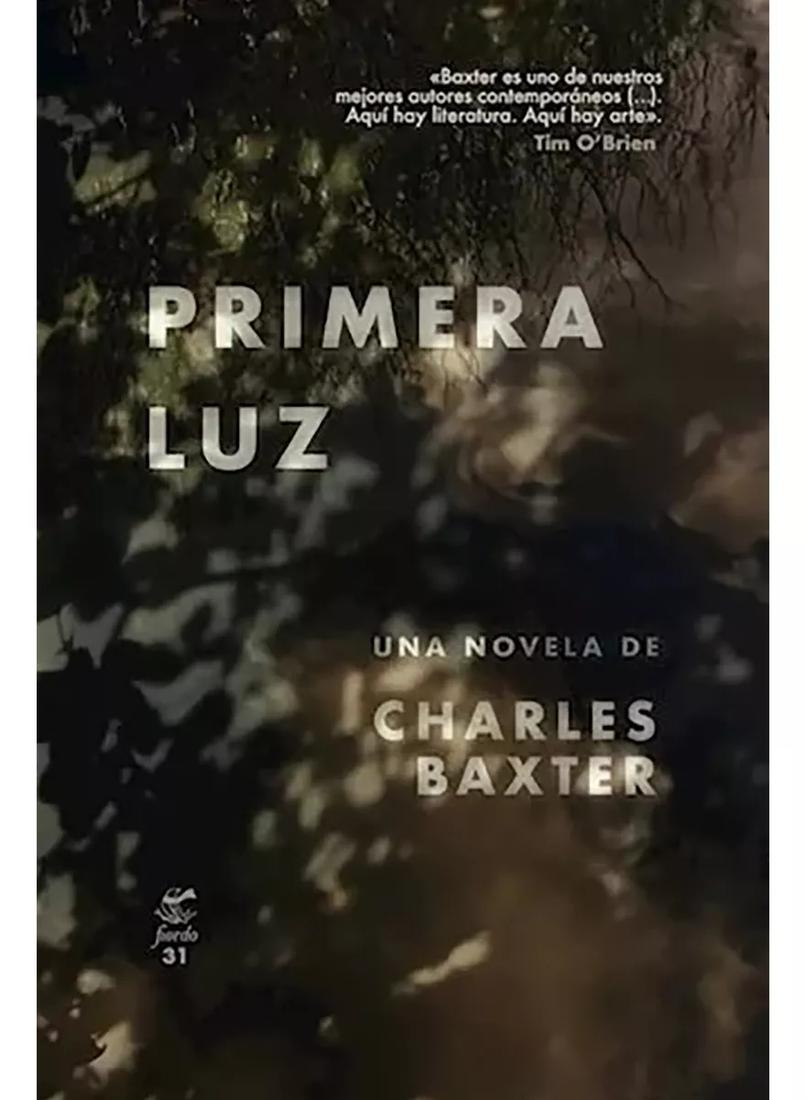 «Baxter es uno de nuestros
mejores autores contemporáneos (...).
Aquí hay literatura. Aquí hay arte».
Tim O'Brien
PRIMERA
LUZ
UNA NOVELA DE
CHARLES
BAXTER
fiordo
31